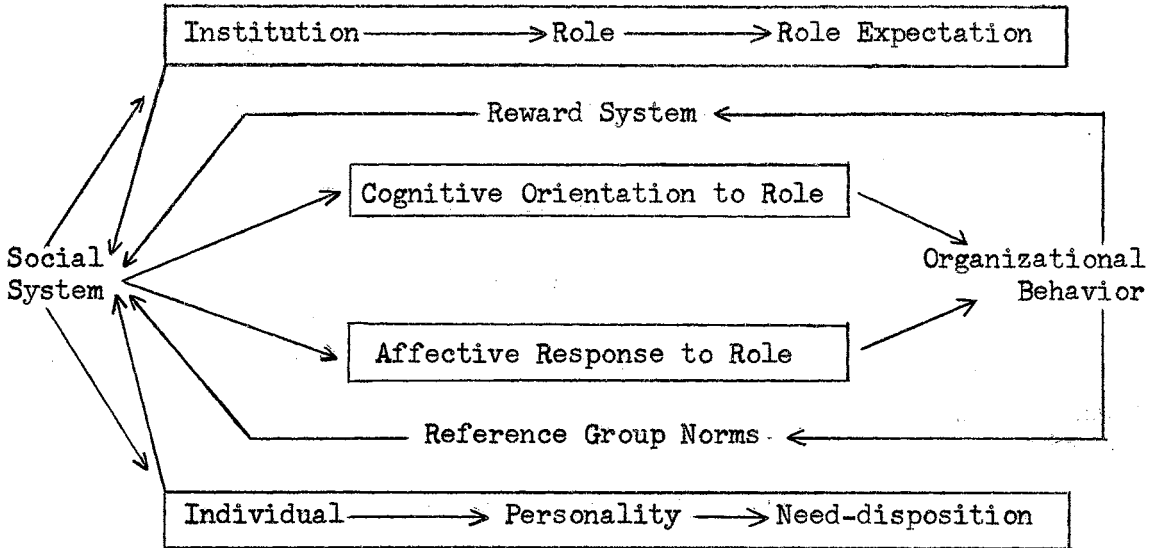 Institution Role Role Expectation
Reward System
Cognitive Orientation to Role
Social
System
Organizational
Behavior
Affective Response to Role
Reference Group Norms
Individual Personality Need-disposition